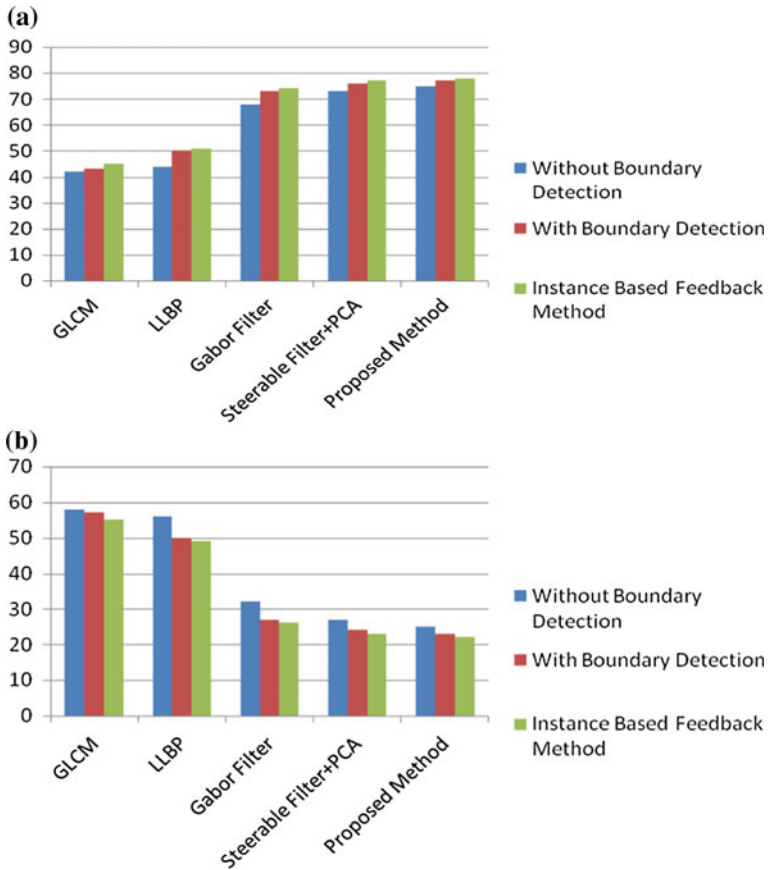 (a)
90
80
70
60
50
40
30
20
10
0
GLCM
LLBP
Gabor Filter
Steerable Filter+PCA
Proposed Method
Without Boundary
Detection
With Boundary Detection
Instance Based Feedback
Method
(b)
70
60
50
40
30
20
10
0
GLCM
LLBP
Gabor Filter
Steerable Filter+PCA
Proposed Method
Without Boundary
Detection
With Boundary Detection
Instance Based Feedback
Method